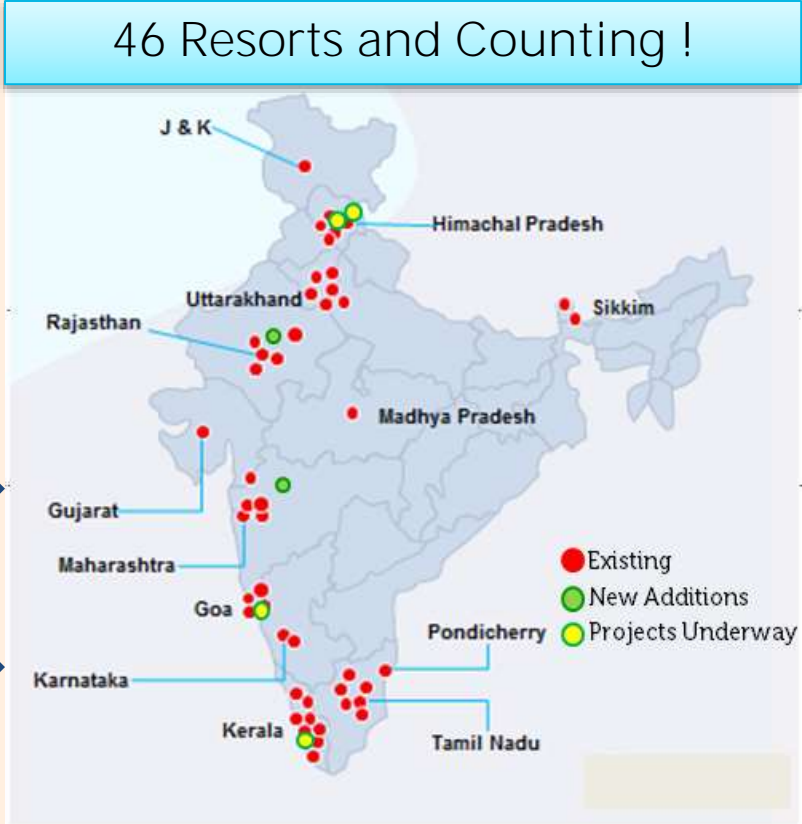 46 Resorts and Counting !
J & K
Himachal Pradesh
Uttarakhand
Sikkim
Rajasthan
Madhya Pradesh
Gujarat
Maharashtra
Existing
New Additions
Goa
Pondicherry
Projects Underway
Karnataka
Kerala
Tamil Nadu